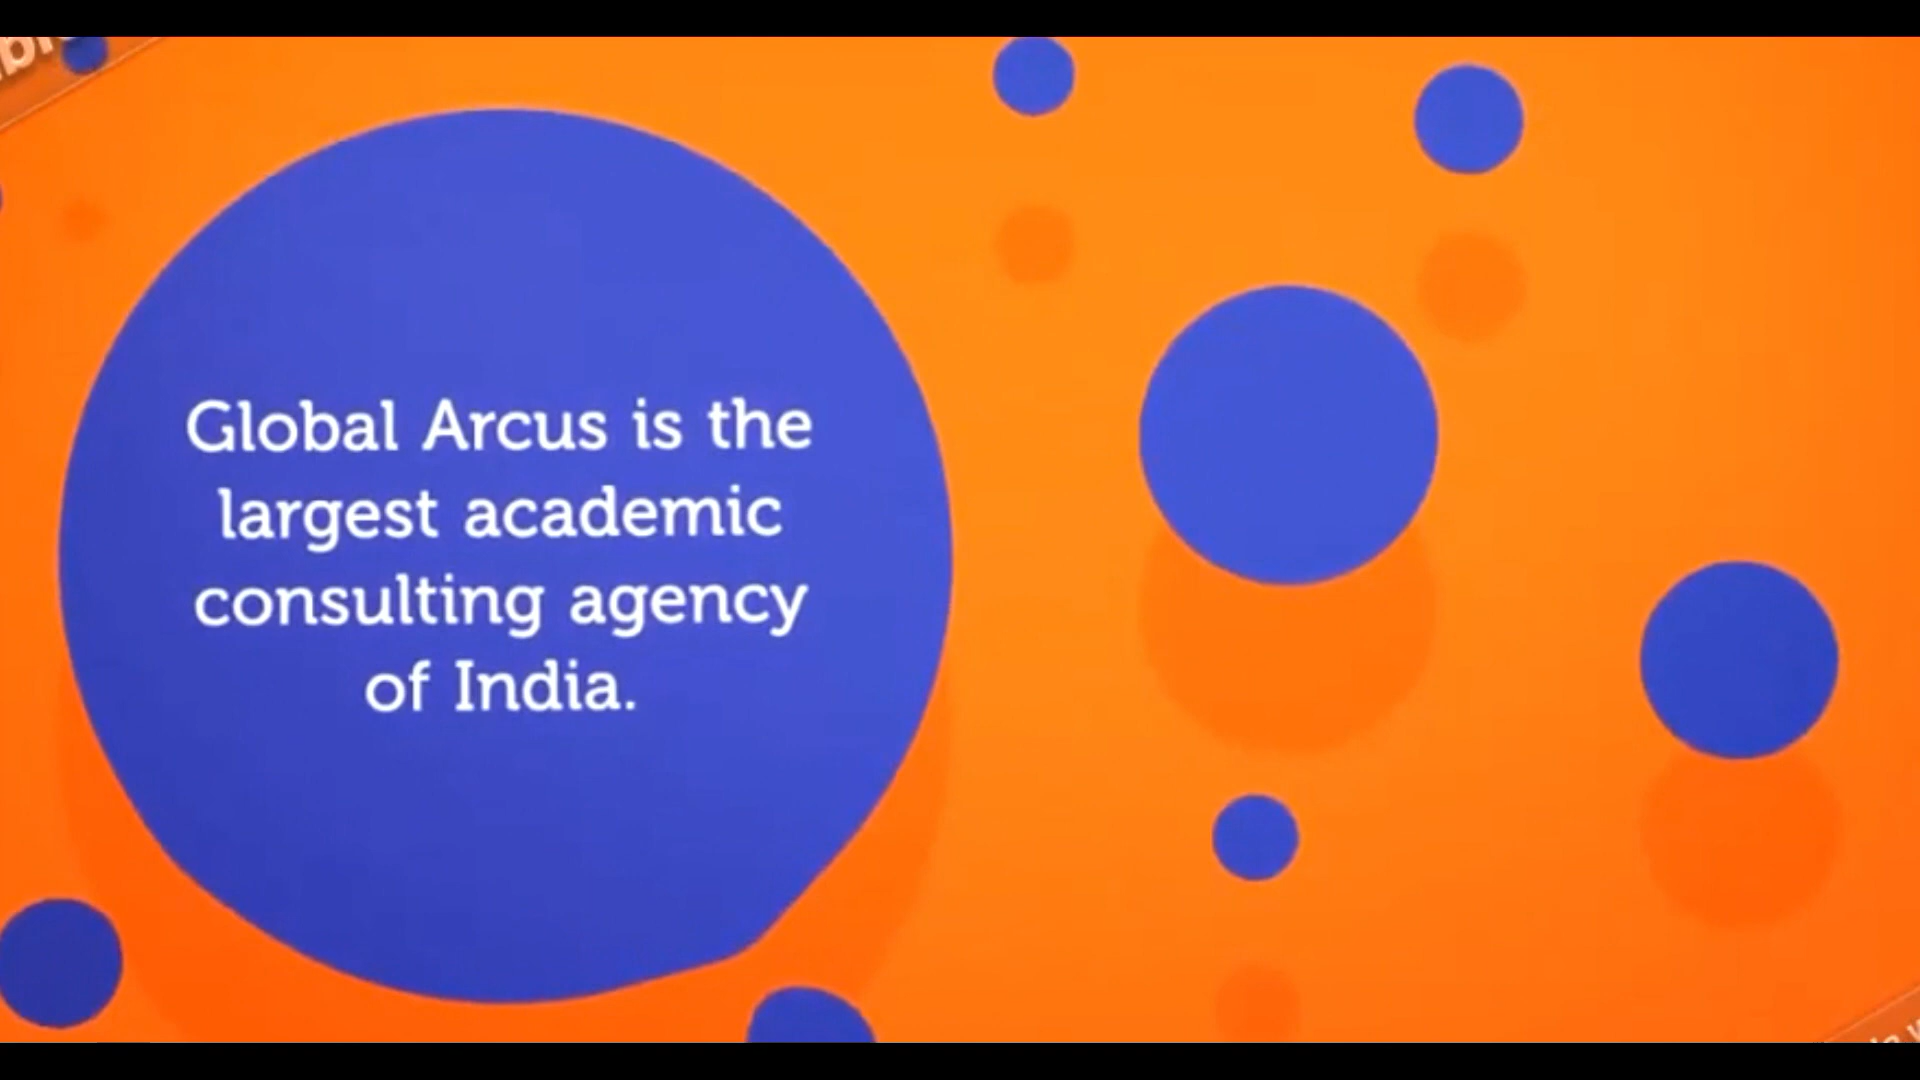 Global Arcus is the
largest academic
consulting agency
of India.